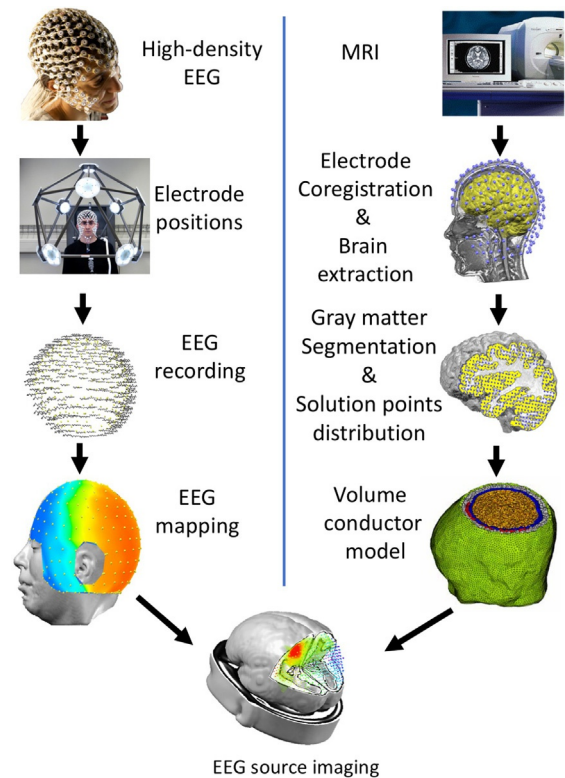 High-density
EEG
MRI
Electrode
positions
Electrode
Coregistration
&
Brain
extraction
EEG
recording
Gray matter
Segmentation
&
Solution points
distribution
EEG
mapping
Volume
conductor
model
EEG source imaging